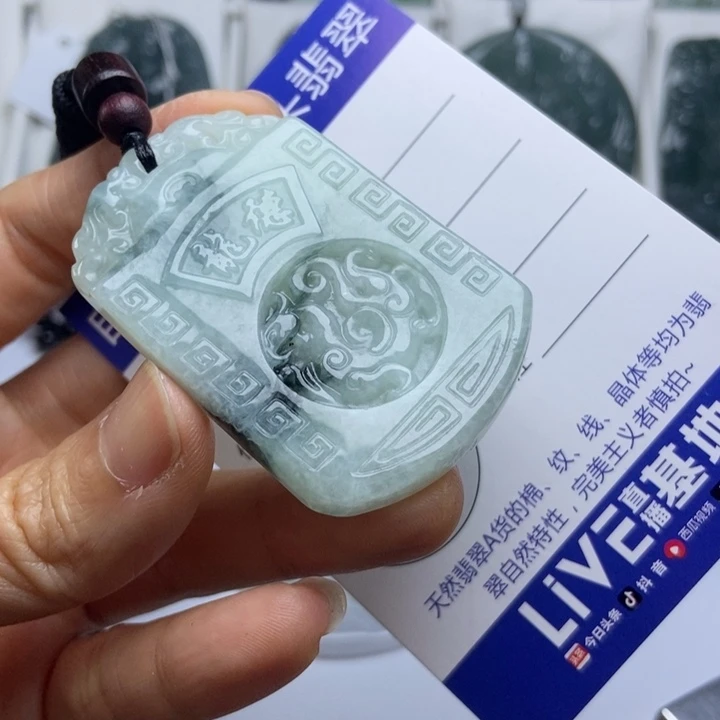 翡翠
龍德
天然翡翠A货的棉、纹、线、晶体等均为翡
翠自然特性，完美主义者慎拍~
LiVE直播基地
今日头条 抖音 西瓜视频